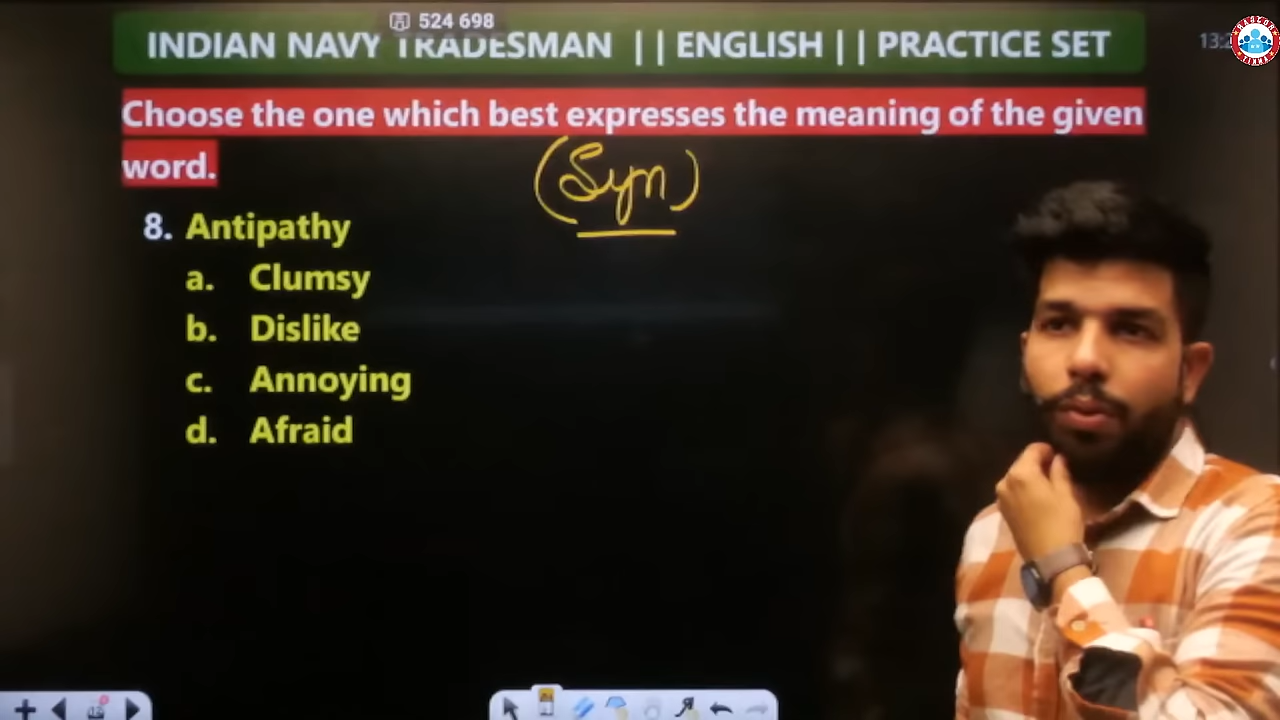 524 698
INDIAN NAVY TRADESMAN || ENGLISH || PRACTICE SET
Choose the one which best expresses the meaning of the given
word.
(Syn)
8. Antipathy
a. Clumsy
b. Dislike
c. Annoying
d. Afraid